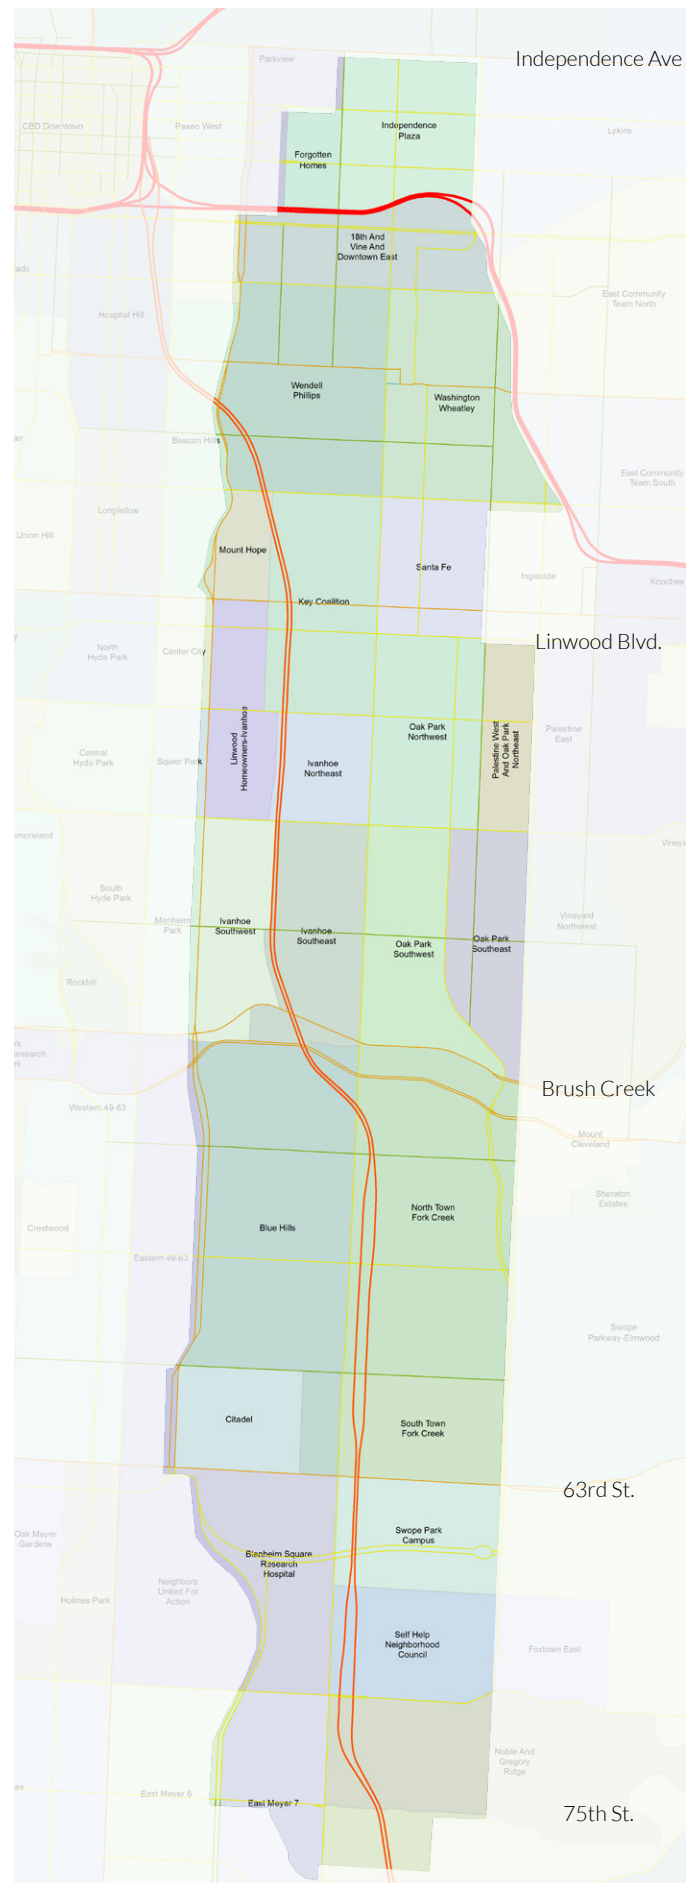 Independence Ave
Parkview
CBD Downtown
Paseo West
Independence
Plaza
Lykins
Forgotten
Homes
18th And
Vine And
Downtown East
East Community
Team North
Hospital Hill
Wendell
Phillips
Washington
Wheatley
Beacon Hills
East Community
Team South
Longfellow
Union Hill
Mount Hope
Santa Fe
Ingleside
Knoches
Key Coalition
Linwood Blvd.
North
Hyde Park
Center City
Linwood
Homeowners-Ivanhoe
Oak Park
Northwest
Palestine West
And Oak Park
Northeast
Palestine
East
Central
Hyde Park
Squier Park
Ivanhoe
Northeast
South
Hyde Park
Manheim
Park
Ivanhoe
Southwest
Ivanhoe
Southeast
Oak Park
Southwest
Oak Park
Southeast
Vineyard
Northwest
Rockhill
Brush Creek
Western 49-63
Mount
Cleveland
Sheraton
Estates
Crestwood
Blue Hills
North Town
Fork Creek
Eastern 49-63
Swope
Parkway-Elmwood
Citadel
South Town
Fork Creek
63rd St.
Oak Meyer
Gardens
Swope Park
Campus
Blenheim Square
Research
Hospital
Neighbors
United For
Action
Holmes Park
Self Help
Neighborhood
Council
Foxtown East
Noble And
Gregory
Ridge
East Meyer 6
East Meyer 7
75th St.